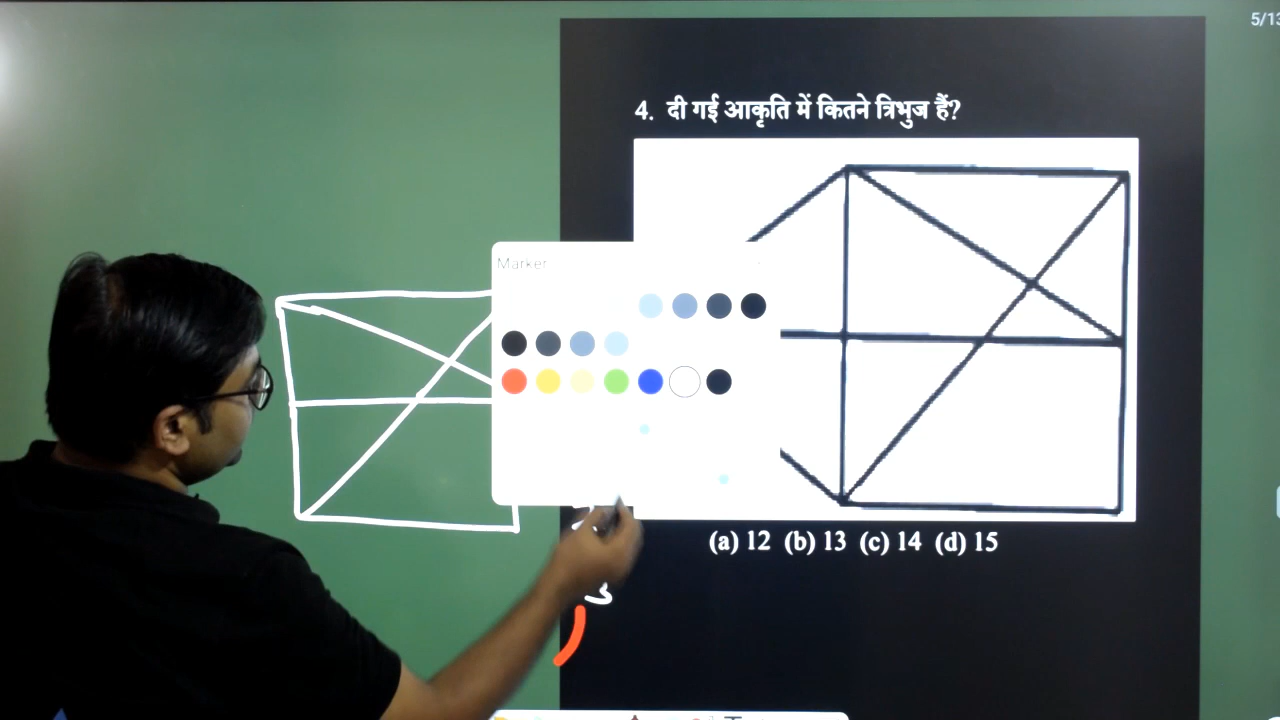 5/13
4. दी गई आकृति में कितने त्रिभुज हैं?
Marker
(a) 12 (b) 13 (c) 14 (d) 15